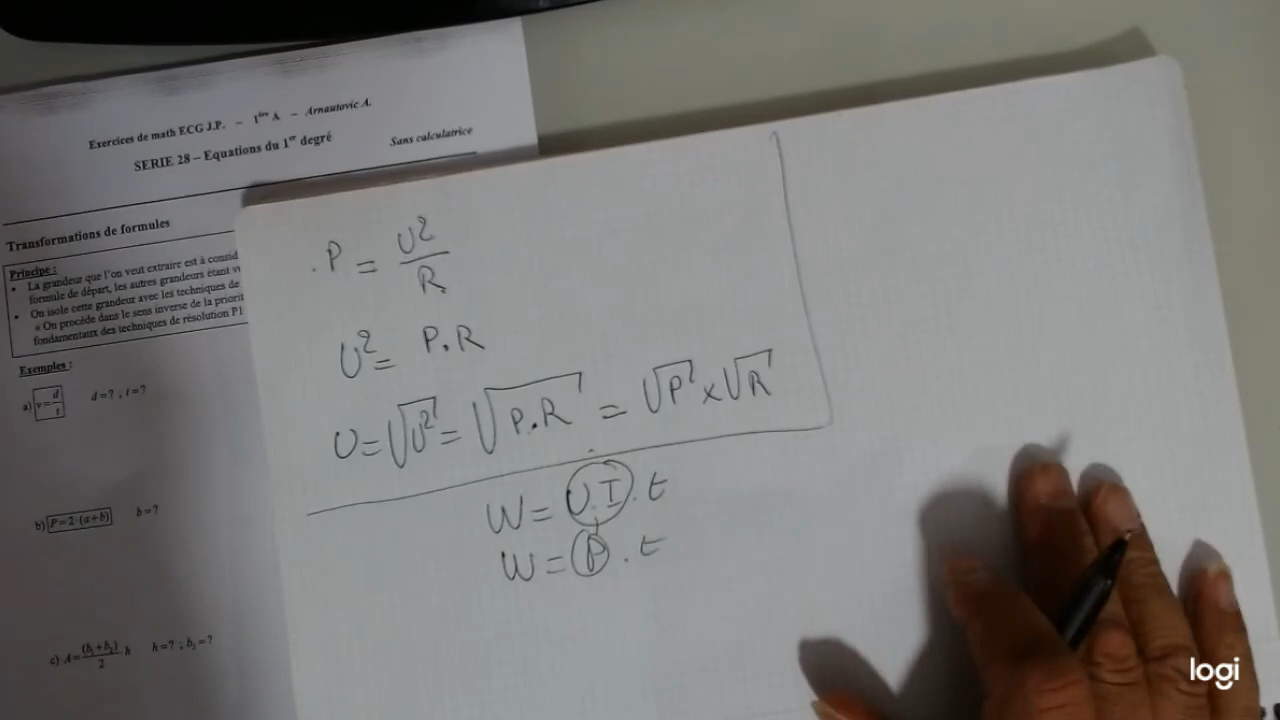 Exercices de math ECG J.P. – 1ère A – Arnautovic A.
SERIE 28 – Equations du 1er degré
Sans calculatrice
Transformations de formules
Principe :
• La grandeur que l'on veut extraire est à consid
formule de départ, les autres grandeurs étant
• On isole cette grandeur avec les techniques de
« On procède dans le sens inverse de la priorit
fondamentaux des techniques de résolution P1
Exemples :
a) v = d/t d = ? ; t = ?
b) P = 2·(a+b) b = ?
c) A = (b₁+b₂)/2 · h h = ? ; b₁ = ?
. P = U²/R
U² = P.R
U = √U² = √P.R = √P × √R
W = U.I . t
W = P . t
logi